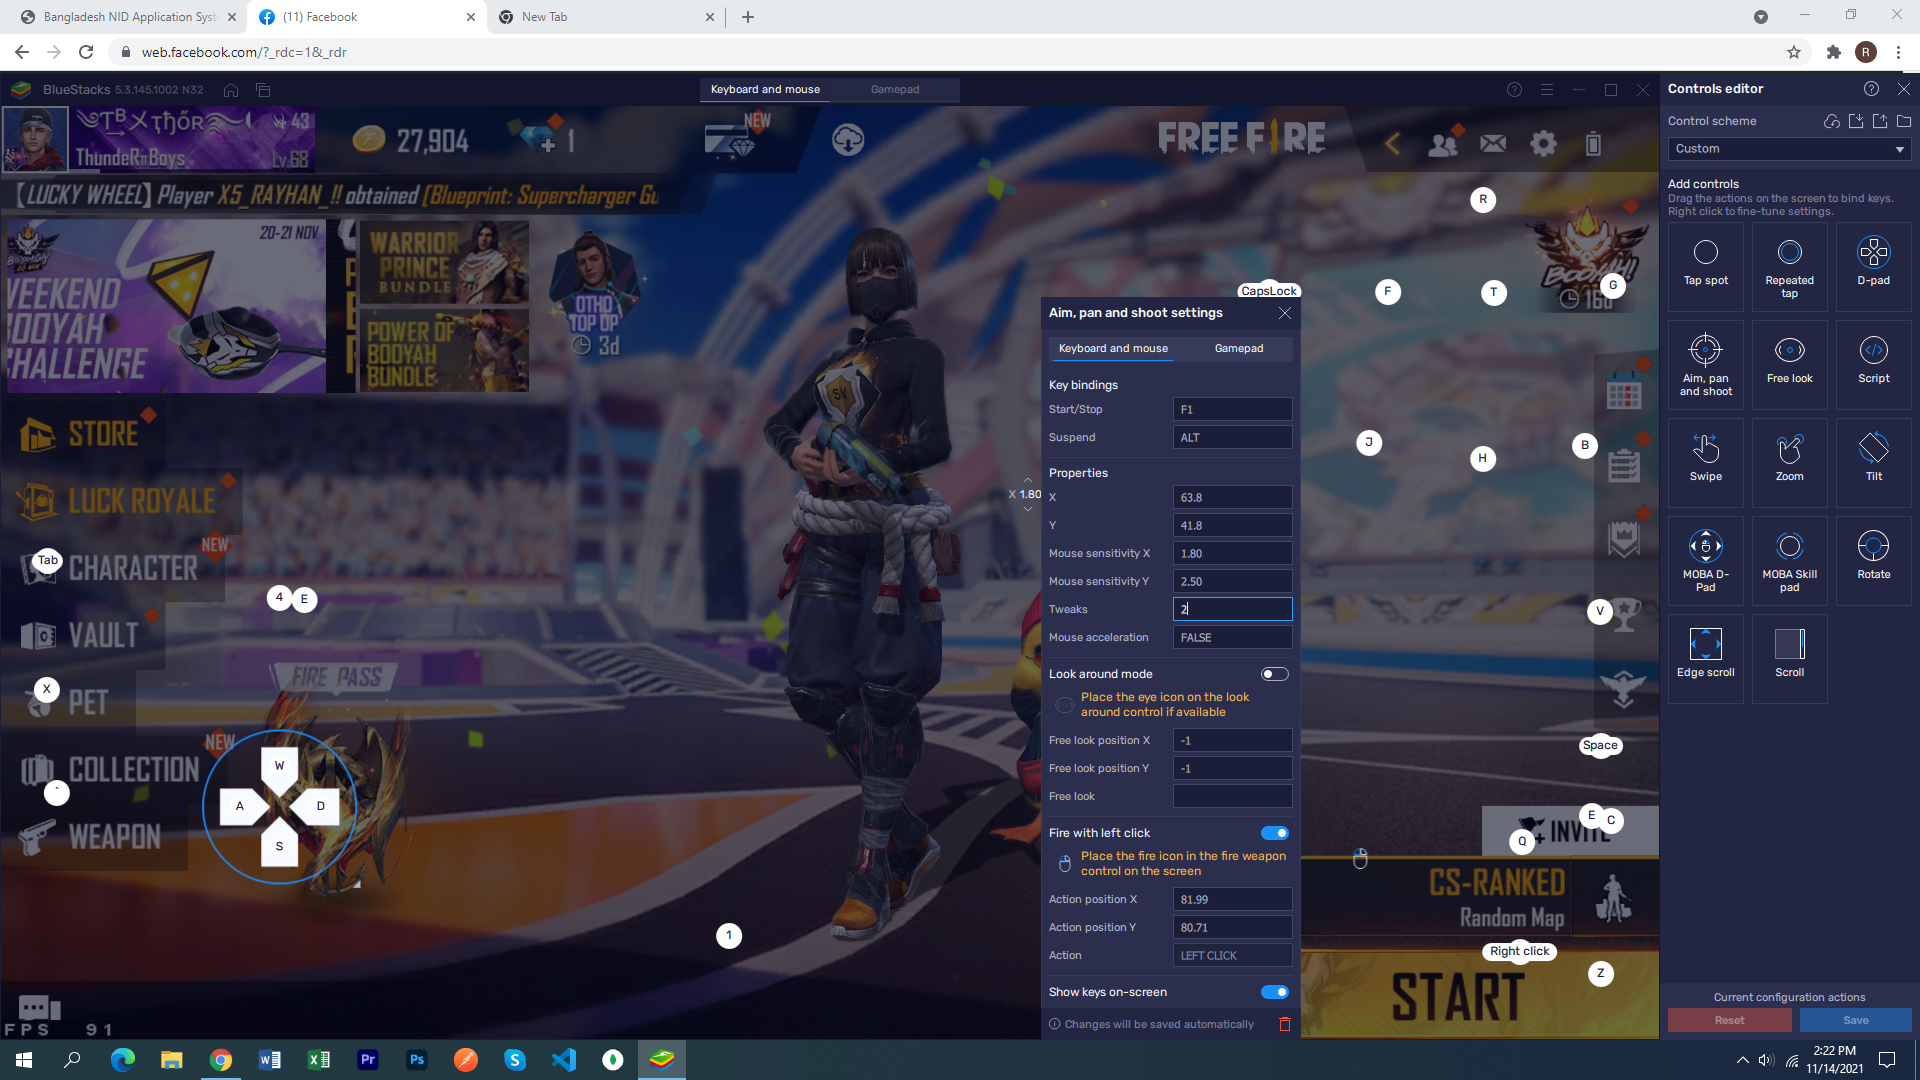 Bangladesh NID Application Syst
(11) Facebook
New Tab
web.facebook.com/?_rdc=1&_rdr
R
BlueStacks 5.3.145.1002 N32
Keyboard and mouse
Gamepad
43
ThundeR Boys
Lv.68
27,904
1
NEW
FREE FIRE
【LUCKY WHEEL】 Player X5_RAYHAN_!! obtained [Blueprint: Supercharger Gu
20-21 NOV
WEEKEND
BOOYAH
CHALLENGE
WARRIOR
PRINCE
BUNDLE
POWER OF
BOOYAH
BUNDLE
OTHO
TOP UP
3d
SV
BOOYAH!
16d
STORE
LUCK ROYALE
NEW
CHARACTER
VAULT
PET
NEW
COLLECTION
WEAPON
FIRE PASS
Tab
4
E
X
`
W
A
D
S
1
FPS 91
X 1.80
CapsLock
R
F
T
G
J
H
B
V
Space
E
C
Q
INVITE
CS-RANKED
Random Map
Right click
Z
START
Aim, pan and shoot settings
Keyboard and mouse
Gamepad
Key bindings
Start/Stop
F1
Suspend
ALT
Properties
X
63.8
Y
41.8
Mouse sensitivity X
1.80
Mouse sensitivity Y
2.50
Tweaks
2
Mouse acceleration
FALSE
Look around mode
Place the eye icon on the look
around control if available
Free look position X
-1
Free look position Y
-1
Free look
Fire with left click
Place the fire icon in the fire weapon
control on the screen
Action position X
81.99
Action position Y
80.71
Action
LEFT CLICK
Show keys on-screen
Changes will be saved automatically
Controls editor
Control scheme
Custom
Add controls
Drag the actions on the screen to bind keys.
Right click to fine-tune settings.
Tap spot
Repeated
tap
D-pad
Aim, pan
and shoot
Free look
Script
Swipe
Zoom
Tilt
MOBA D-
Pad
MOBA Skill
pad
Rotate
Edge scroll
Scroll
Current configuration actions
Reset
Save
2:22 PM
11/14/2021